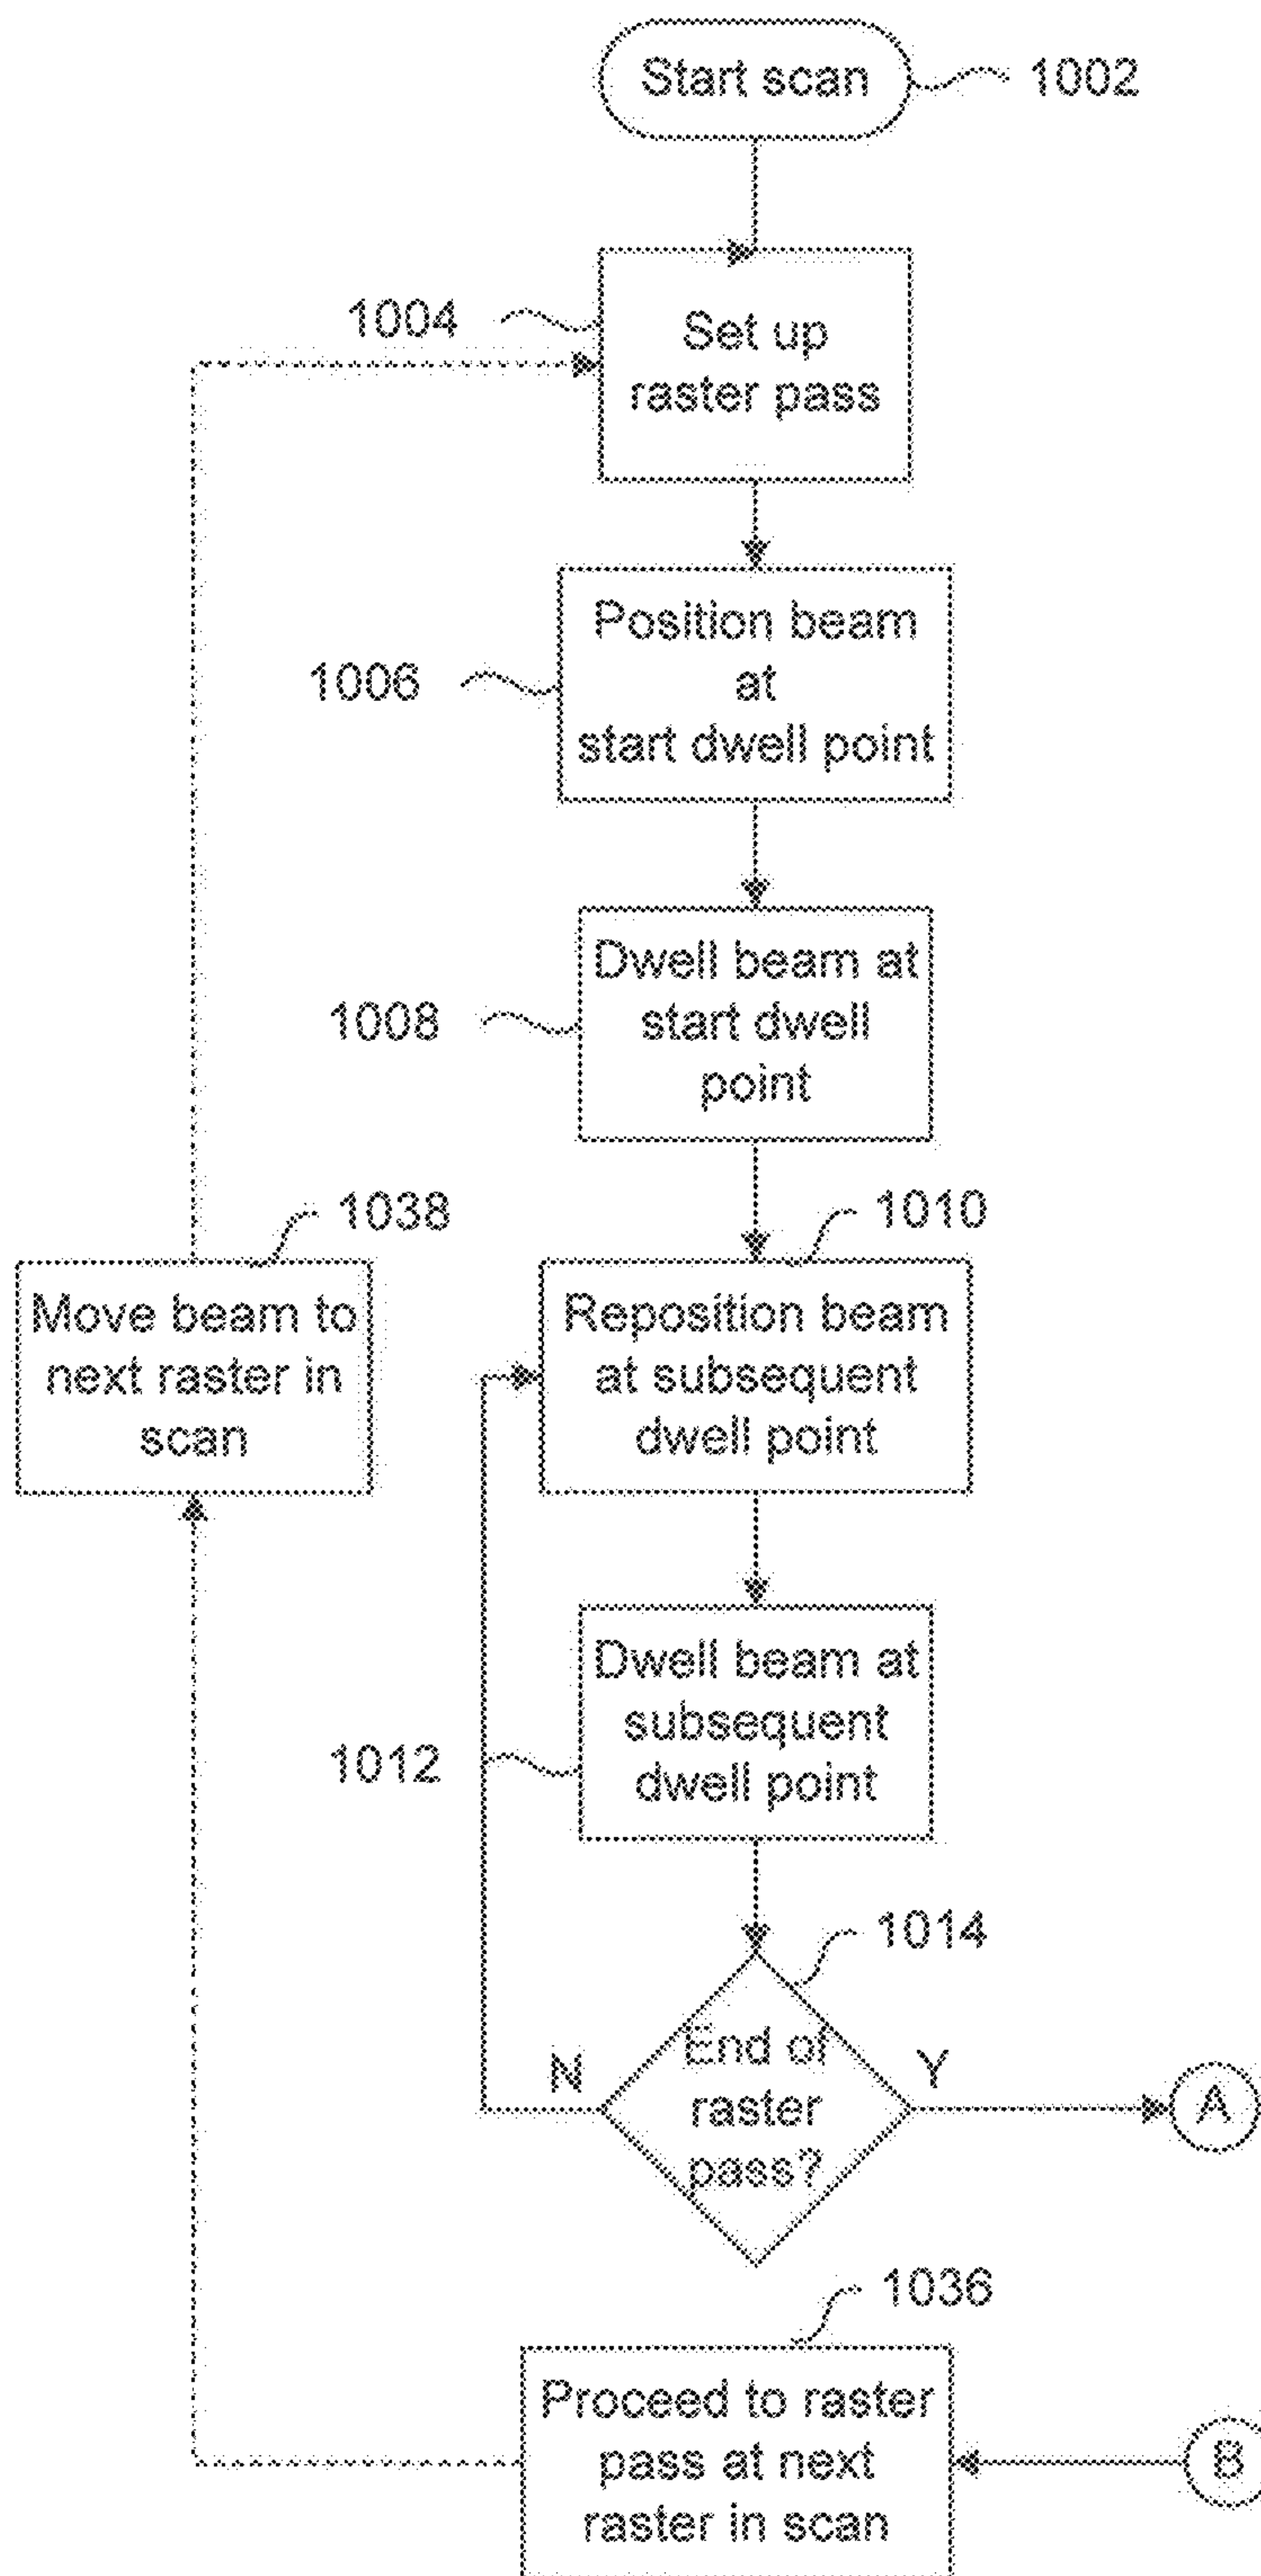 Start scan
1002
1004
Set up
raster pass
Position beam
at
start dwell point
1006
Dwell beam at
start dwell
point
1008
1038
1010
Move beam to
next raster in
scan
Reposition beam
at subsequent
dwell point
Dwell beam at
subsequent
dwell point
1012
1014
End of
raster
pass?
N
Y
A
1036
Proceed to raster
pass at next
raster in scan
B